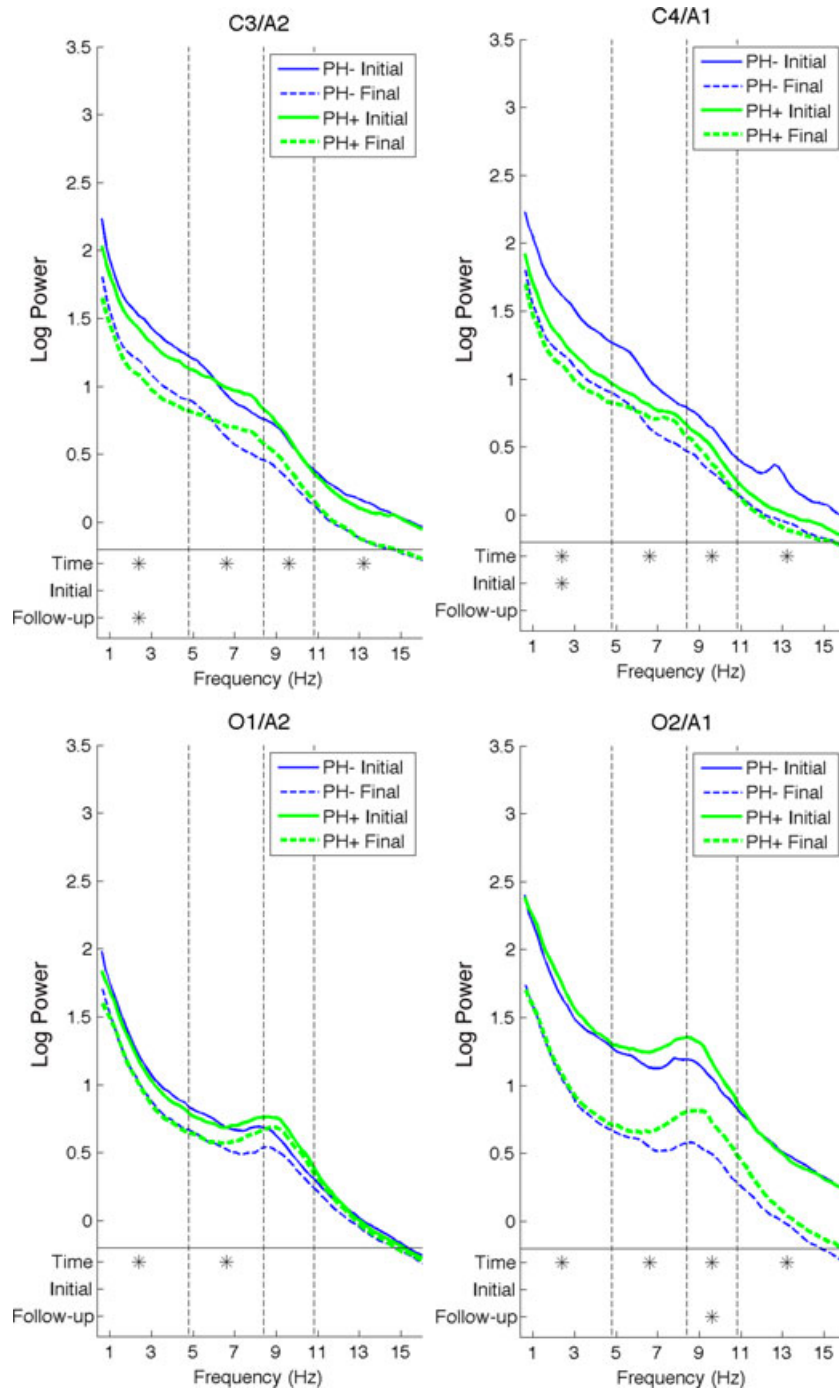 C3/A2
3.5
3
2.5
2
1.5
1
0.5
0
Log Power
PH- Initial
PH- Final
PH+ Initial
PH+ Final
Time * * * *
Initial
Follow-up *
1 3 5 7 9 11 13 15
Frequency (Hz)
C4/A1
3.5
3
2.5
2
1.5
1
0.5
0
Log Power
PH- Initial
PH- Final
PH+ Initial
PH+ Final
Time * * * *
Initial *
Follow-up
1 3 5 7 9 11 13 15
Frequency (Hz)
O1/A2
3.5
3
2.5
2
1.5
1
0.5
0
Log Power
PH- Initial
PH- Final
PH+ Initial
PH+ Final
Time * *
Initial
Follow-up
1 3 5 7 9 11 13 15
Frequency (Hz)
O2/A1
3.5
3
2.5
2
1.5
1
0.5
0
Log Power
PH- Initial
PH- Final
PH+ Initial
PH+ Final
Time * * * *
Initial
Follow-up *
1 3 5 7 9 11 13 15
Frequency (Hz)